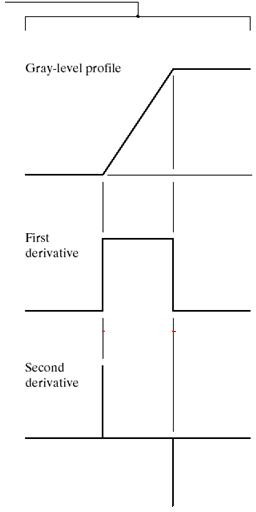 Gray-level profile
First
derivative
Second
derivative